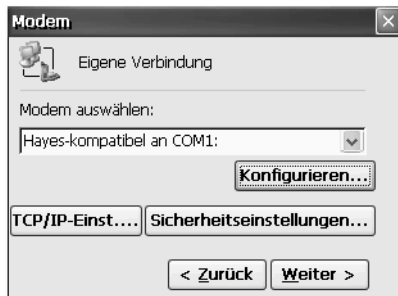 Modem
Eigene Verbindung
Modem auswählen:
Hayes-kompatibel an COM1:
Konfigurieren...
TCP/IP-Einst.... Sicherheitseinstellungen...
< Zurück Weiter >